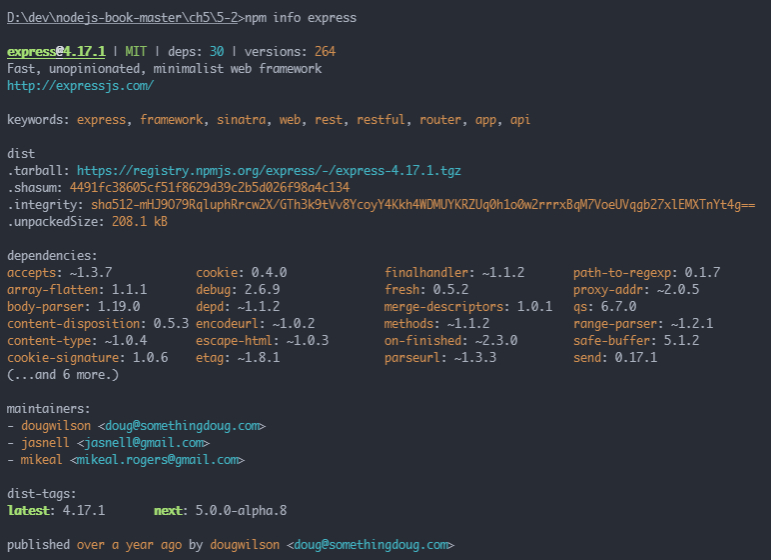 D:\dev\nodejs-book-master\ch5\5-2>npm info express
express@4.17.1 | MIT | deps: 30 | versions: 264
Fast, unopinionated, minimalist web framework
http://expressjs.com/
keywords: express, framework, sinatra, web, rest, restful, router, app, api
dist
.tarball: https://registry.npmjs.org/express/-/express-4.17.1.tgz
.shasum: 4491fc38605cf51f8629d39c2b5d026f98a4c134
.integrity: sha512-mHJ9O79RqluphRrcw2X/GTh3k9tVv8YcoyY4Kkh4WDMUYKRZUq0h1o0w2rrrxBqM7VoeUVqgb27xlEMXTnYt4g==
.unpackedSize: 208.1 kB
dependencies:
accepts: ~1.3.7 cookie: 0.4.0 finalhandler: ~1.1.2 path-to-regexp: 0.1.7
array-flatten: 1.1.1 debug: 2.6.9 fresh: 0.5.2 proxy-addr: ~2.0.5
body-parser: 1.19.0 depd: ~1.1.2 merge-descriptors: 1.0.1 qs: 6.7.0
content-disposition: 0.5.3 encodeurl: ~1.0.2 methods: ~1.1.2 range-parser: ~1.2.1
content-type: ~1.0.4 escape-html: ~1.0.3 on-finished: ~2.3.0 safe-buffer: 5.1.2
cookie-signature: 1.0.6 etag: ~1.8.1 parseurl: ~1.3.3 send: 0.17.1
(...and 6 more.)
maintainers:
- dougwilson <doug@somethingdoug.com>
- jasnell <jasnell@gmail.com>
- mikeal <mikeal.rogers@gmail.com>
dist-tags:
latest: 4.17.1 next: 5.0.0-alpha.8
published over a year ago by dougwilson <doug@somethingdoug.com>